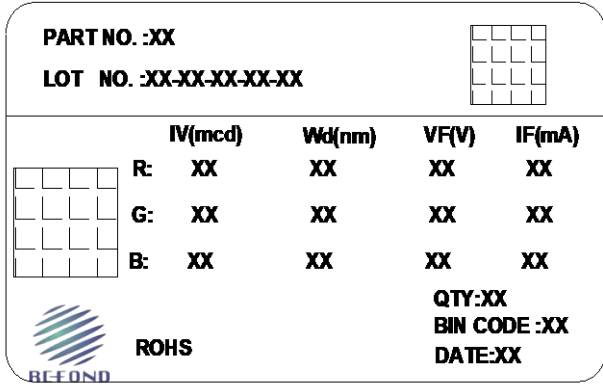 PART NO. :XX
LOT NO. :XX-XX-XX-XX-XX
IV(mcd) Wd(nm) VF(V) IF(mA)
R: XX XX XX XX
G: XX XX XX XX
B: XX XX XX XX
QTY:XX
BIN CODE :XX
ROHS
DATE:XX
REFOND